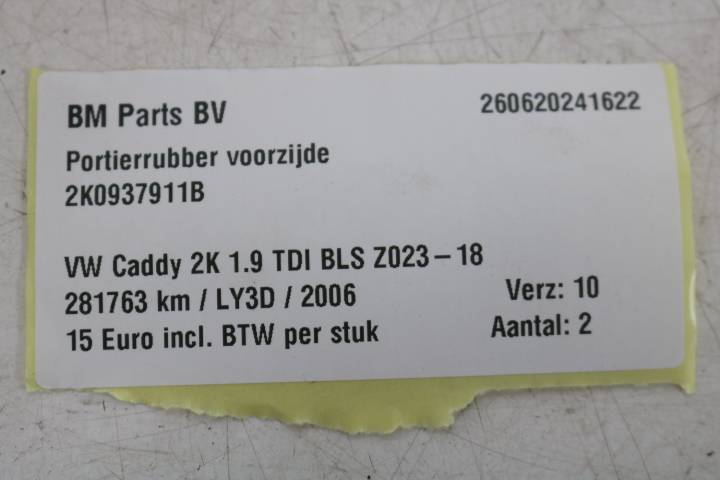 BM Parts BV 260620241622
Portierrubber voorzijde
2K0937911B
VW Caddy 2K 1.9 TDI BLS Z023-18
281763 km / LY3D / 2006 Verz: 10
15 Euro incl. BTW per stuk Aantal: 2